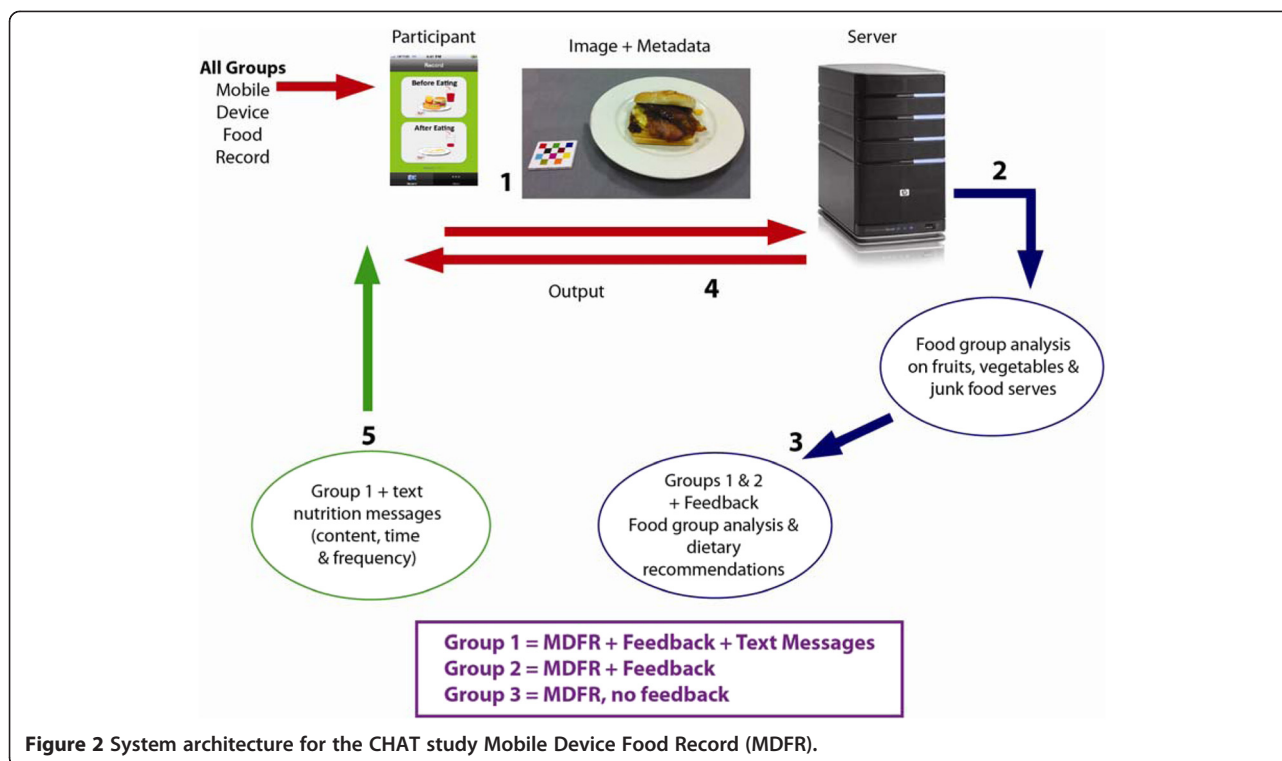 Participant
Image + Metadata
Server
All Groups
Mobile
Device
Food
Record
Record
Before Eating
After Eating
1
2
Output
4
Food group analysis
on fruits, vegetables &
junk food serves
3
5
Group 1 + text
nutrition messages
(content, time
& frequency)
Groups 1 & 2
+ Feedback
Food group analysis &
dietary
recommendations
Group 1 = MDFR + Feedback + Text Messages
Group 2 = MDFR + Feedback
Group 3 = MDFR, no feedback
Figure 2 System architecture for the CHAT study Mobile Device Food Record (MDFR).